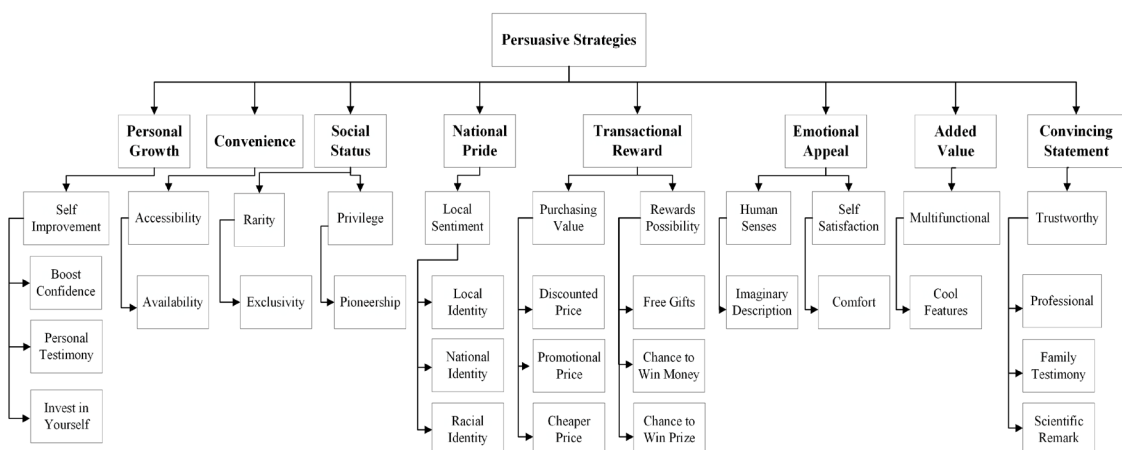 Persuasive Strategies
Personal
Growth
Convenience
Social
Status
National
Pride
Transactional
Reward
Emotional
Appeal
Added
Value
Convincing
Statement
Self
Improvement
Accessibility
Rarity
Privilege
Local
Sentiment
Purchasing
Value
Rewards
Possibility
Human
Senses
Self
Satisfaction
Multifunctional
Trustworthy
Boost
Confidence
Availability
Exclusivity
Pioneership
Local
Identity
Discounted
Price
Free Gifts
Imaginary
Description
Comfort
Cool
Features
Professional
Personal
Testimony
National
Identity
Promotional
Price
Chance to
Win Money
Family
Testimony
Invest in
Yourself
Racial
Identity
Cheaper
Price
Chance to
Win Prize
Scientific
Remark